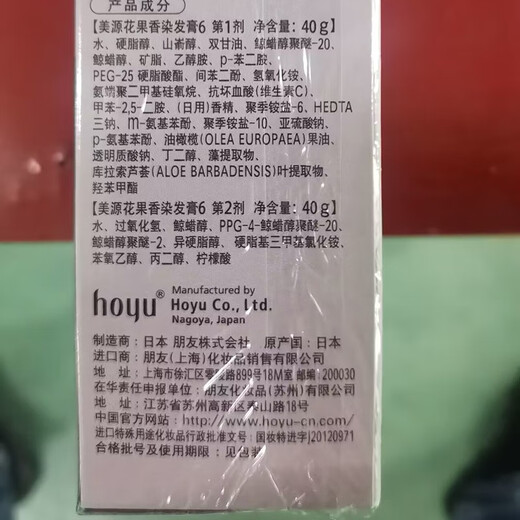 产品成分
【美源花果香染发膏6 第1剂 净含量：40g】
水、硬脂醇、山嵛醇、双甘油、鲸蜡醇聚醚-20、
鲸蜡醇、矿脂、乙醇胺、p-苯二胺、
PEG-25 硬脂酸酯、间苯二酚、氢氧化铵、
氨端聚二甲基硅氧烷、抗坏血酸(维生素C)、
甲苯-2,5-二胺、(日用)香精、聚季铵盐-6、HEDTA
三钠、m-氨基苯酚、聚季铵盐-10、亚硫酸钠、
p-氨基苯酚、油橄榄(OLEA EUROPAEA)果油、
透明质酸钠、丁二醇、藻提取物、
库拉索芦荟(ALOE BARBADENSIS)叶提取物、
羟苯甲酯
【美源花果香染发膏6 第2剂 净含量：40g】
水、过氧化氢、鲸蜡醇、PPG-4-鲸蜡醇聚醚-20、
鲸蜡醇聚醚-2、异硬脂醇、硬脂基三甲基氯化铵、
苯氧乙醇、丙二醇、柠檬酸
hoyu® Manufactured by
Hoyu Co., Ltd.
Nagoya, Japan
制造商：日本 朋友株式会社 原产国：日本
进口商：朋友(上海)化妆品销售有限公司
地 址：上海市徐汇区零陵路899号18M室 邮编：200030
在华责任申报单位：朋友化妆品(苏州)有限公司
地 址：江苏省苏州高新区泰山路18号
中国官方网站：http://www.hoyu-cn.com/
进口特殊用途化妆品行政批准文号：国妆特进字J20120971
合格批号及使用期限：见包装